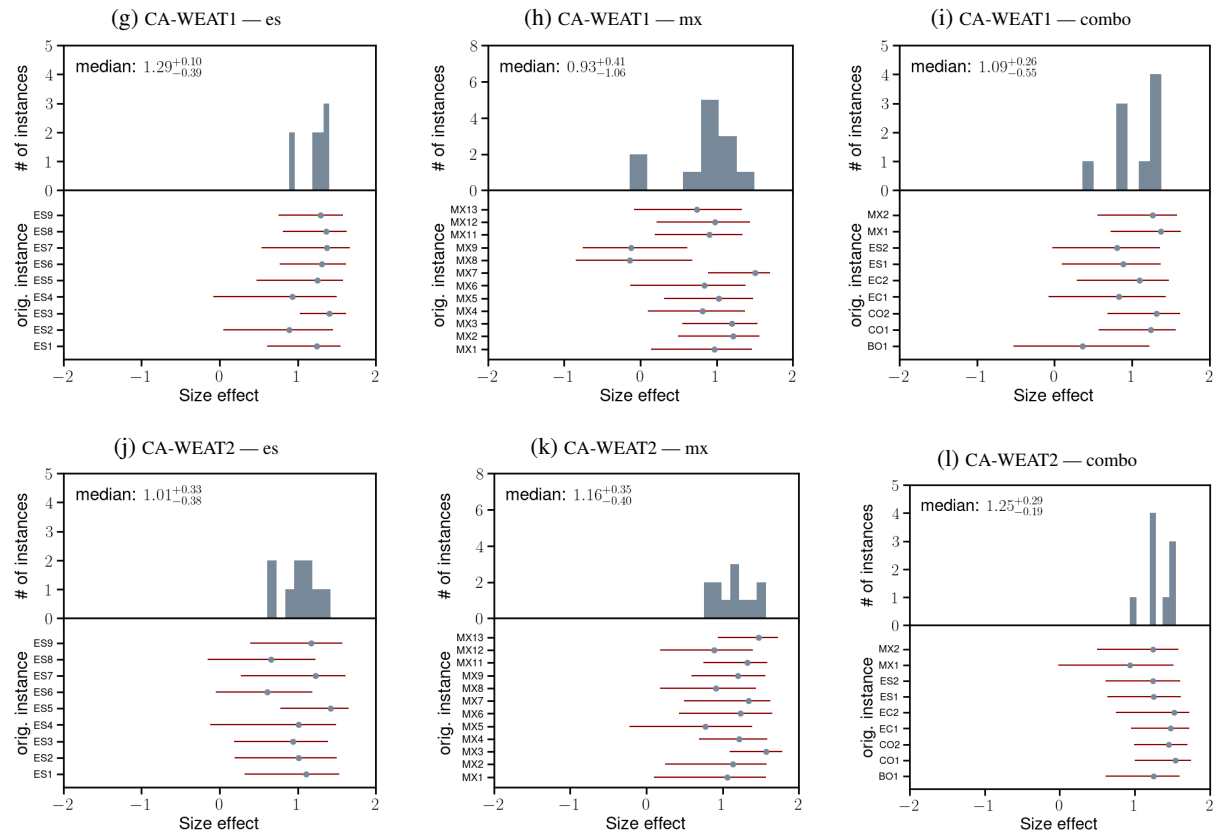 (g) CA-WEAT1 — es
5
4
3
2
1
0
# of instances
median: 1.29 +0.10 −0.39
ES9
ES8
ES7
ES6
ES5
ES4
ES3
ES2
ES1
orig. instance
−2
−1
0
1
2
Size effect
(h) CA-WEAT1 — mx
8
6
4
2
0
# of instances
median: 0.93 +0.41 −1.06
MX13
MX12
MX11
MX9
MX8
MX7
MX6
MX5
MX4
MX3
MX2
MX1
orig. instance
−2
−1
0
1
2
Size effect
(i) CA-WEAT1 — combo
5
4
3
2
1
0
# of instances
median: 1.09 +0.26 −0.55
MX2
MX1
ES2
ES1
EC2
EC1
CO2
CO1
BO1
orig. instance
−2
−1
0
1
2
Size effect
(j) CA-WEAT2 — es
5
4
3
2
1
0
# of instances
median: 1.01 +0.33 −0.38
ES9
ES8
ES7
ES6
ES5
ES4
ES3
ES2
ES1
orig. instance
−2
−1
0
1
2
Size effect
(k) CA-WEAT2 — mx
8
6
4
2
0
# of instances
median: 1.16 +0.35 −0.40
MX13
MX12
MX11
MX9
MX8
MX7
MX6
MX5
MX4
MX3
MX2
MX1
orig. instance
−2
−1
0
1
2
Size effect
(l) CA-WEAT2 — combo
5
4
3
2
1
0
# of instances
median: 1.25 +0.29 −0.19
MX2
MX1
ES2
ES1
EC2
EC1
CO2
CO1
BO1
orig. instance
−2
−1
0
1
2
Size effect